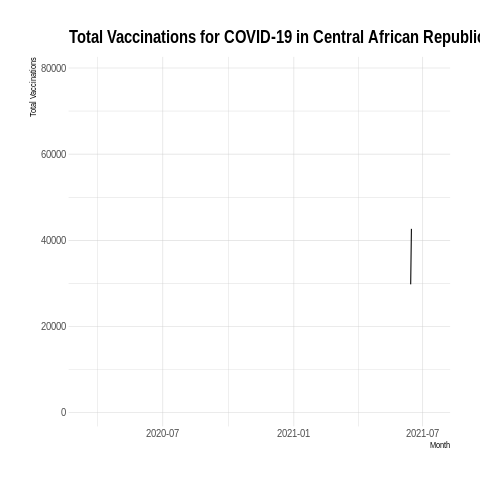 Total Vaccinations for COVID-19 in Central African Republic
Total Vaccinations
80000
60000
40000
20000
0
2020-07
2021-01
2021-07
Month